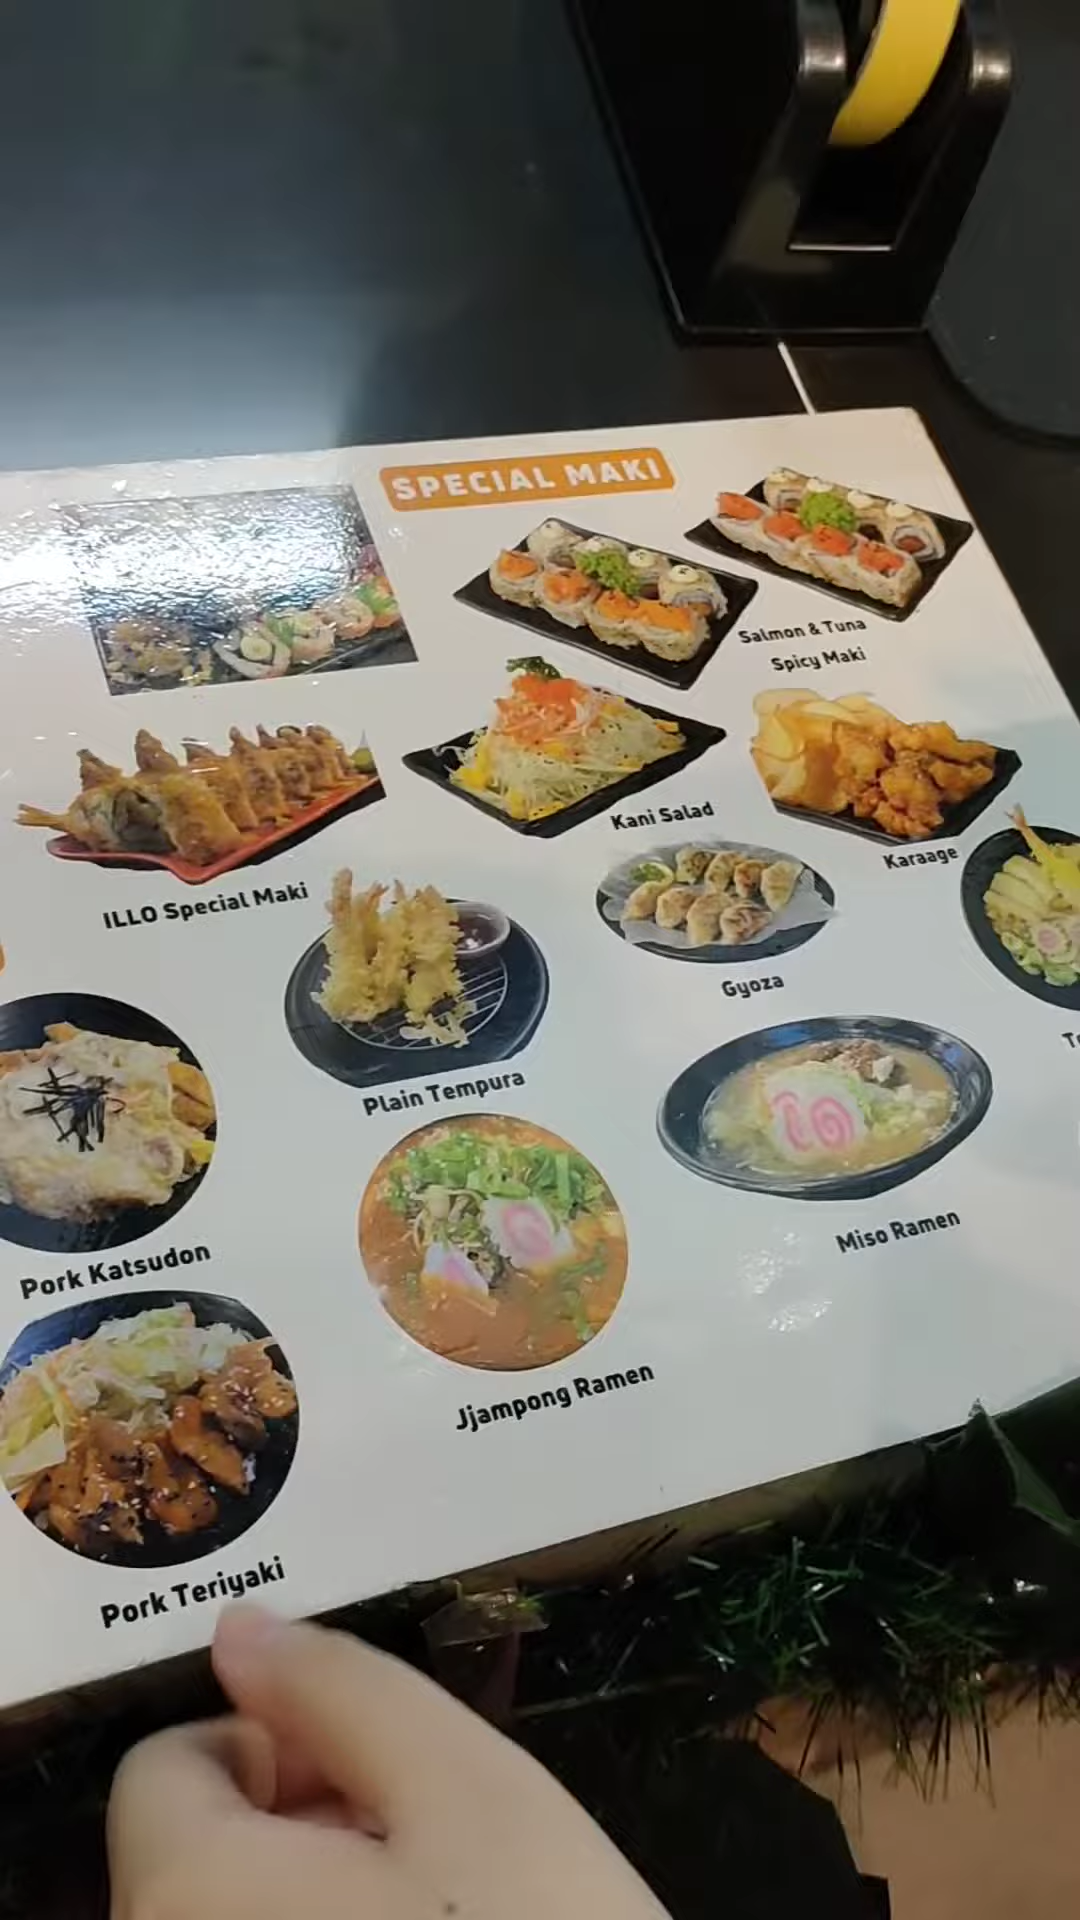 SPECIAL MAKI
Salmon & Tuna
Spicy Maki
Kani Salad
Karaage
ILLO Special Maki
Gyoza
Plain Tempura
Miso Ramen
Pork Katsudon
Jjampong Ramen
Pork Teriyaki